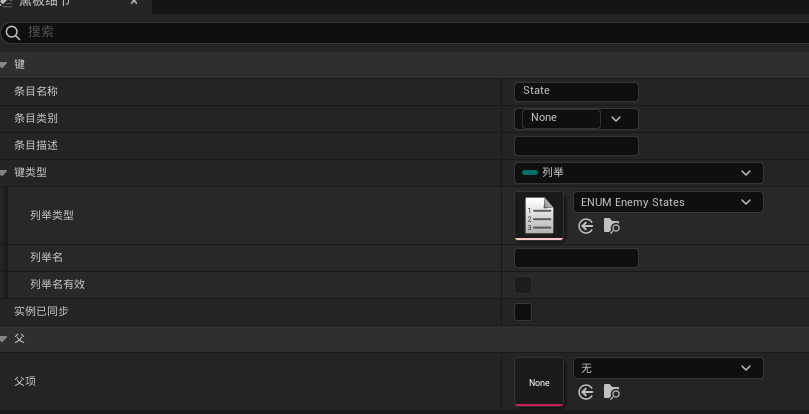 黑板细节
搜索
键
条目名称 State
条目类别 None
条目描述
键类型 列举
列举类型 ENUM Enemy States
列举名
列举名有效
实例已同步
父
父项 None 无